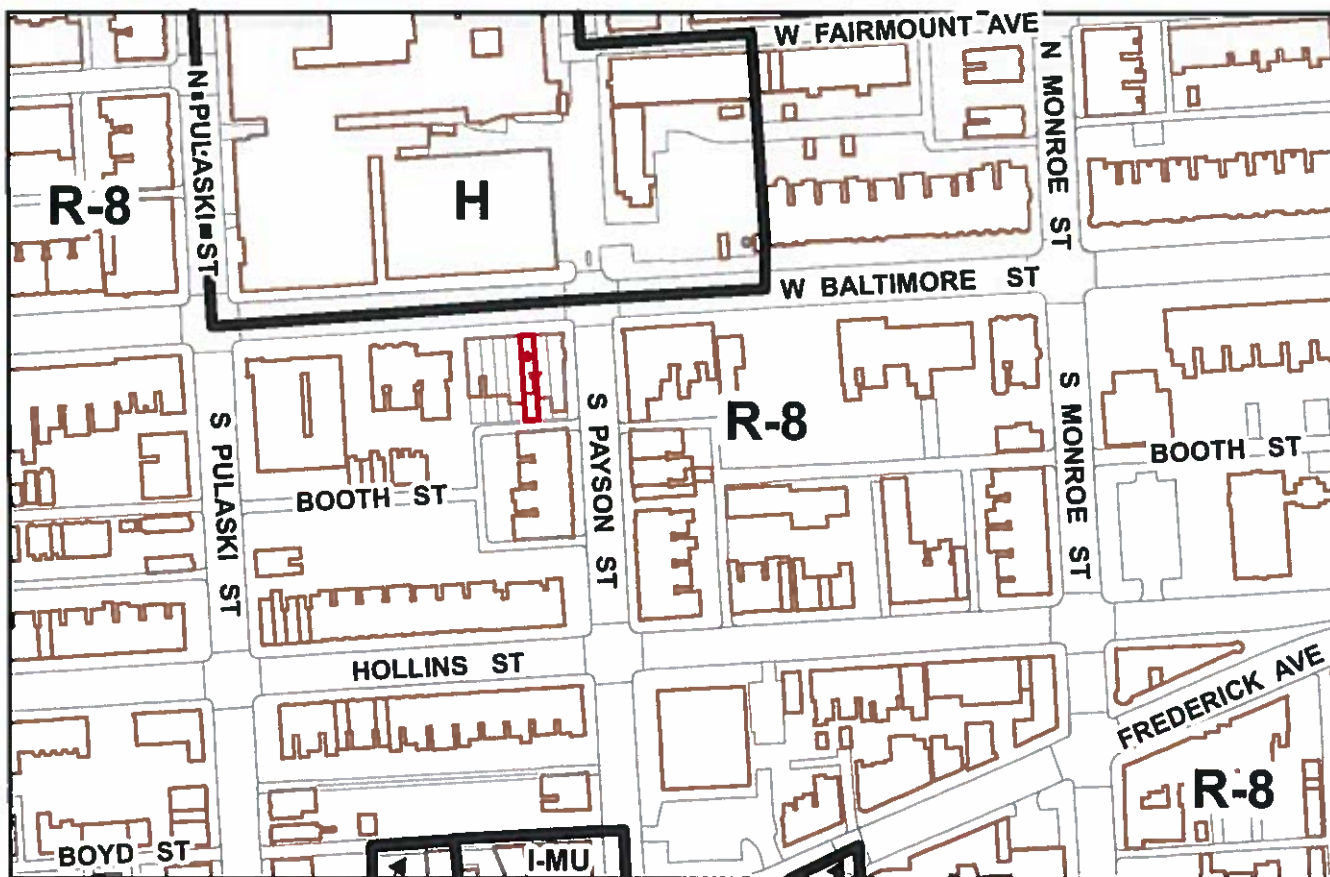 W FAIRMOUNT AVE
N PULASKI ST
N MONROE ST
R-8
H
W BALTIMORE ST
S PULASKI ST
S PAYSON ST
R-8
S MONROE ST
BOOTH ST
BOOTH ST
HOLLINS ST
FREDERICK AVE
R-8
BOYD ST
I-MU